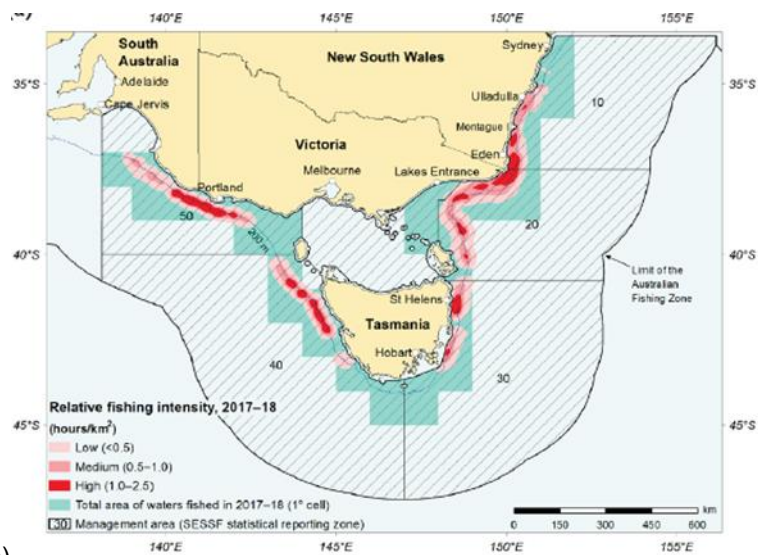 140°E 145°E 150°E 155°E
South
Australia
New South Wales
Sydney
Adelaide
35°S 35°S
Ulladulla
Cape Jervis
10
Montague I
Victoria
Eden
Melbourne
Lakes Entrance
Portland
50
20
200 m
40°S 40°S
Limit of the
Australian
Fishing Zone
St Helens
Tasmania
Hobart
40
30
Relative fishing intensity, 2017–18
(hours/km²)
45°S 45°S
Low (<0.5)
Medium (0.5–1.0)
High (1.0–2.5)
Total area of waters fished in 2017–18 (1° cell)
30 Management area (SESSF statistical reporting zone)
km
0 150 300 450 600
140°E 145°E 150°E 155°E